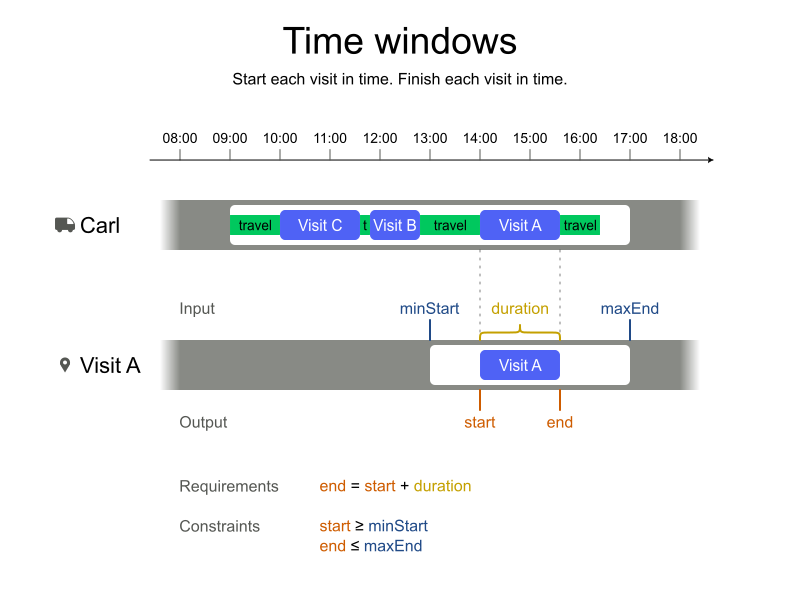 Time windows
Start each visit in time. Finish each visit in time.
08:00 09:00 10:00 11:00 12:00 13:00 14:00 15:00 16:00 17:00 18:00
Carl travel Visit C t Visit B travel Visit A travel
Input minStart duration maxEnd
Visit A Visit A
Output start end
Requirements end = start + duration
Constraints start ≥ minStart
end ≤ maxEnd